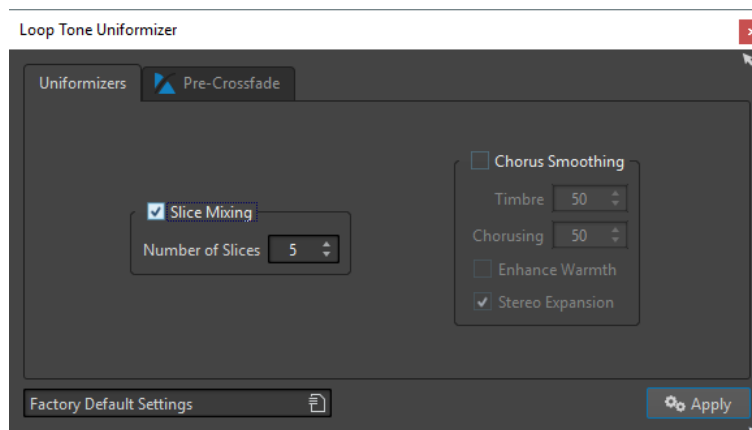 Loop Tone Uniformizer
Uniformizers
Pre-Crossfade
Slice Mixing
Number of Slices 5
Chorus Smoothing
Timbre 50
Chorusing 50
Enhance Warmth
Stereo Expansion
Factory Default Settings
Apply